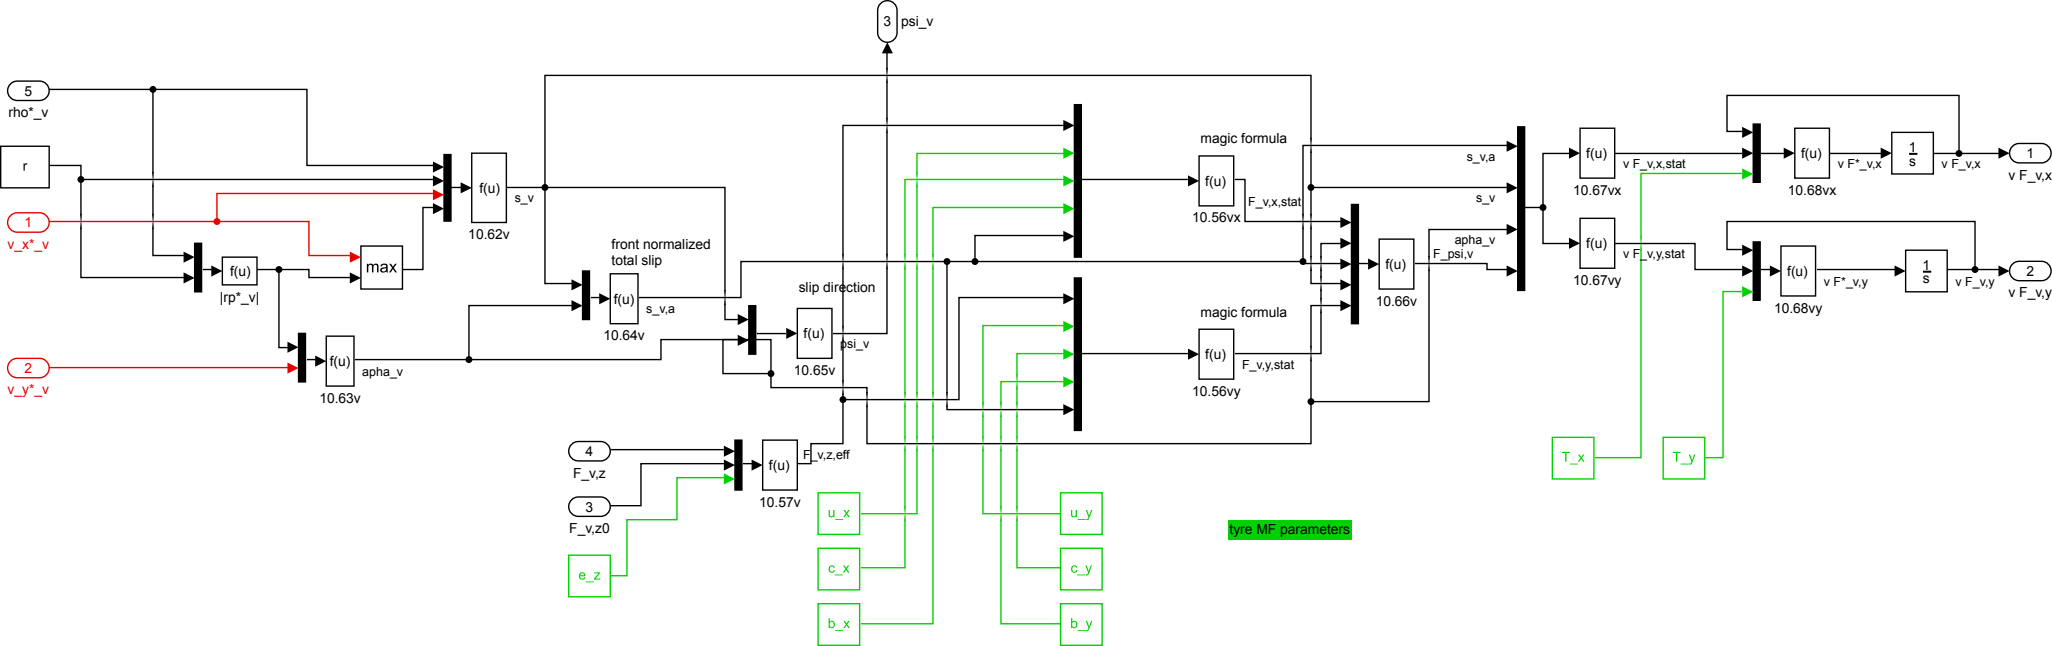 3
psi_v
5
rho*_v
r
1
v_x*_v
f(u)
|rp*_v|
max
f(u)
10.62v
s_v
2
v_y*_v
f(u)
10.63v
apha_v
front normalized
total slip
f(u)
10.64v
s_v,a
slip direction
f(u)
10.65v
psi_v
4
F_v,z
3
F_v,z0
e_z
f(u)
10.57v
F_v,z,eff
u_x
c_x
b_x
u_y
c_y
b_y
magic formula
f(u)
10.56vx
F_v,x,stat
magic formula
f(u)
10.56vy
F_v,y,stat
f(u)
10.66v
F_psi,v
s_v,a
s_v
apha_v
tyre MF parameters
f(u)
10.67vx
v F_v,x,stat
f(u)
10.67vy
v F_v,y,stat
T_x
T_y
f(u)
10.68vx
v F*_v,x
1
s
v F_v,x
1
v F_v,x
f(u)
10.68vy
v F*_v,y
1
s
v F_v,y
2
v F_v,y